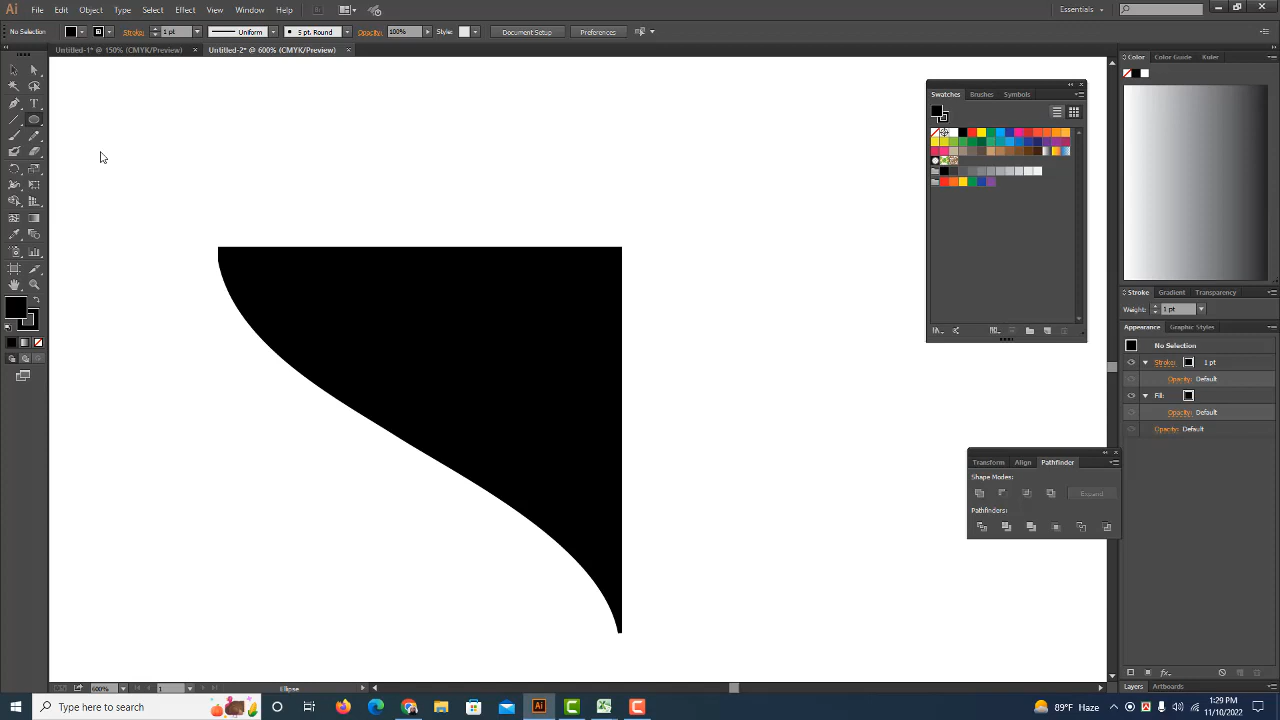 Ai File Edit Object Type Select Effect View Window Help Br Essentials
No Selection Stroke: 1 pt Uniform 5 pt. Round Opacity: 100% Style: Document Setup Preferences
Untitled-1* @ 150% (CMYK/Preview) × Untitled-2* @ 600% (CMYK/Preview) ×
Color Color Guide Kuler
Swatches Brushes Symbols
Stroke Gradient Transparency
Weight: 1 pt
Appearance Graphic Styles
No Selection
Stroke: 1 pt
Opacity: Default
Fill:
Opacity: Default
Opacity: Default
Transform Align Pathfinder
Shape Modes:
Expand
Pathfinders:
600% 1 Ellipse
Layers Artboards
Type here to search
Ai
89°F Haze
1:29 PM
11/10/2022